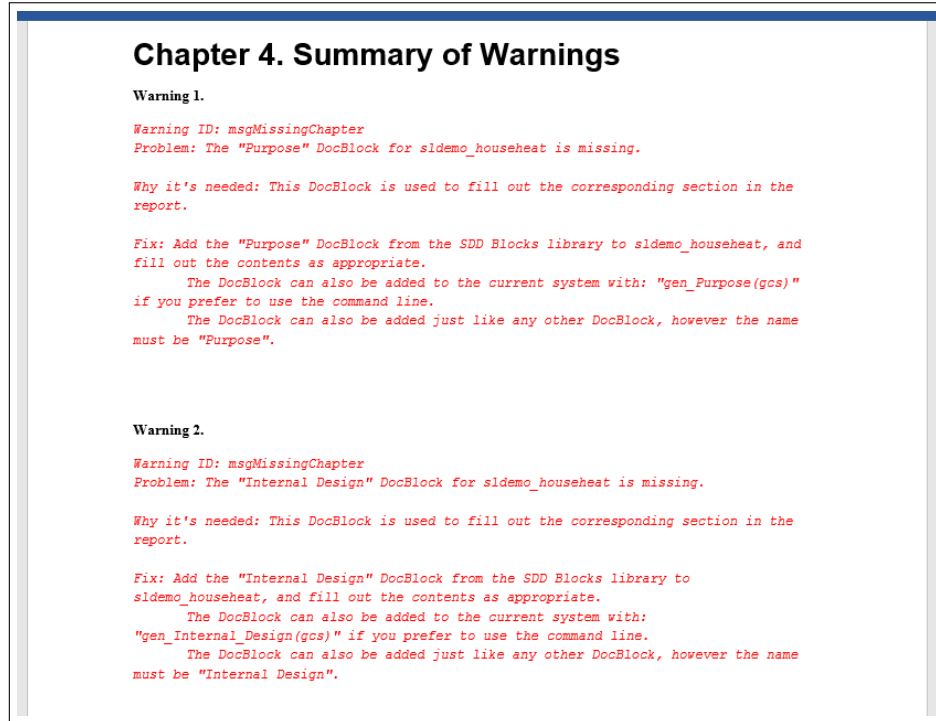 Chapter 4. Summary of Warnings
Warning 1.
Warning ID: msgMissingChapter
Problem: The "Purpose" DocBlock for sldemo_househeat is missing.
Why it's needed: This DocBlock is used to fill out the corresponding section in the
report.
Fix: Add the "Purpose" DocBlock from the SDD Blocks library to sldemo_househeat, and
fill out the contents as appropriate.
The DocBlock can also be added to the current system with: "gen_Purpose(gcs)"
if you prefer to use the command line.
The DocBlock can also be added just like any other DocBlock, however the name
must be "Purpose".
Warning 2.
Warning ID: msgMissingChapter
Problem: The "Internal Design" DocBlock for sldemo_househeat is missing.
Why it's needed: This DocBlock is used to fill out the corresponding section in the
report.
Fix: Add the "Internal Design" DocBlock from the SDD Blocks library to
sldemo_househeat, and fill out the contents as appropriate.
The DocBlock can also be added to the current system with:
"gen_Internal_Design(gcs)" if you prefer to use the command line.
The DocBlock can also be added just like any other DocBlock, however the name
must be "Internal Design".